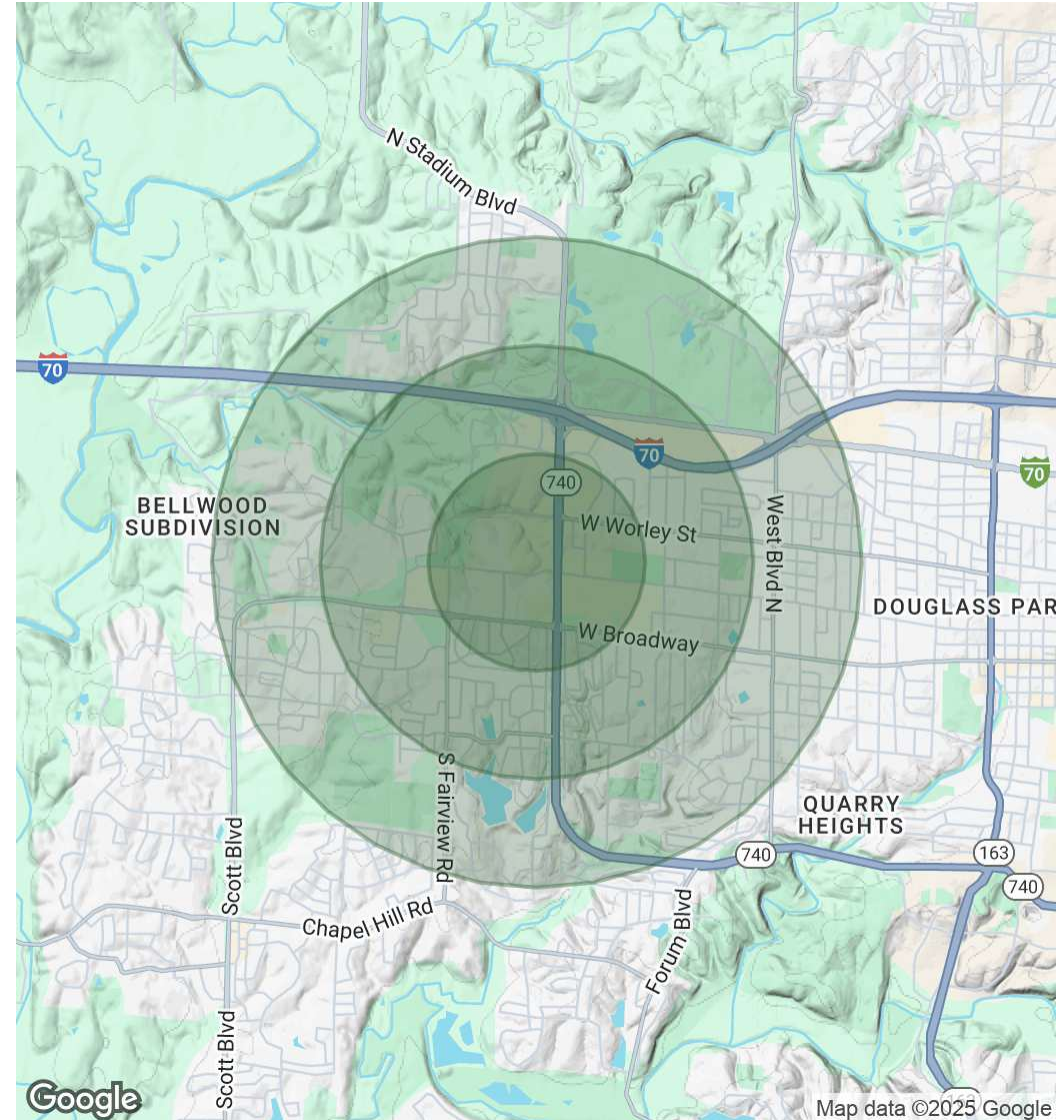 N Stadium Blvd
70
70
70
740
BELLWOOD
SUBDIVISION
W Worley St
West Blvd N
DOUGLASS PAR
W Broadway
S Fairview Rd
QUARRY
HEIGHTS
740
163
740
Scott Blvd
Chapel Hill Rd
Forum Blvd
Scott Blvd
Google
Map data ©2025 Google